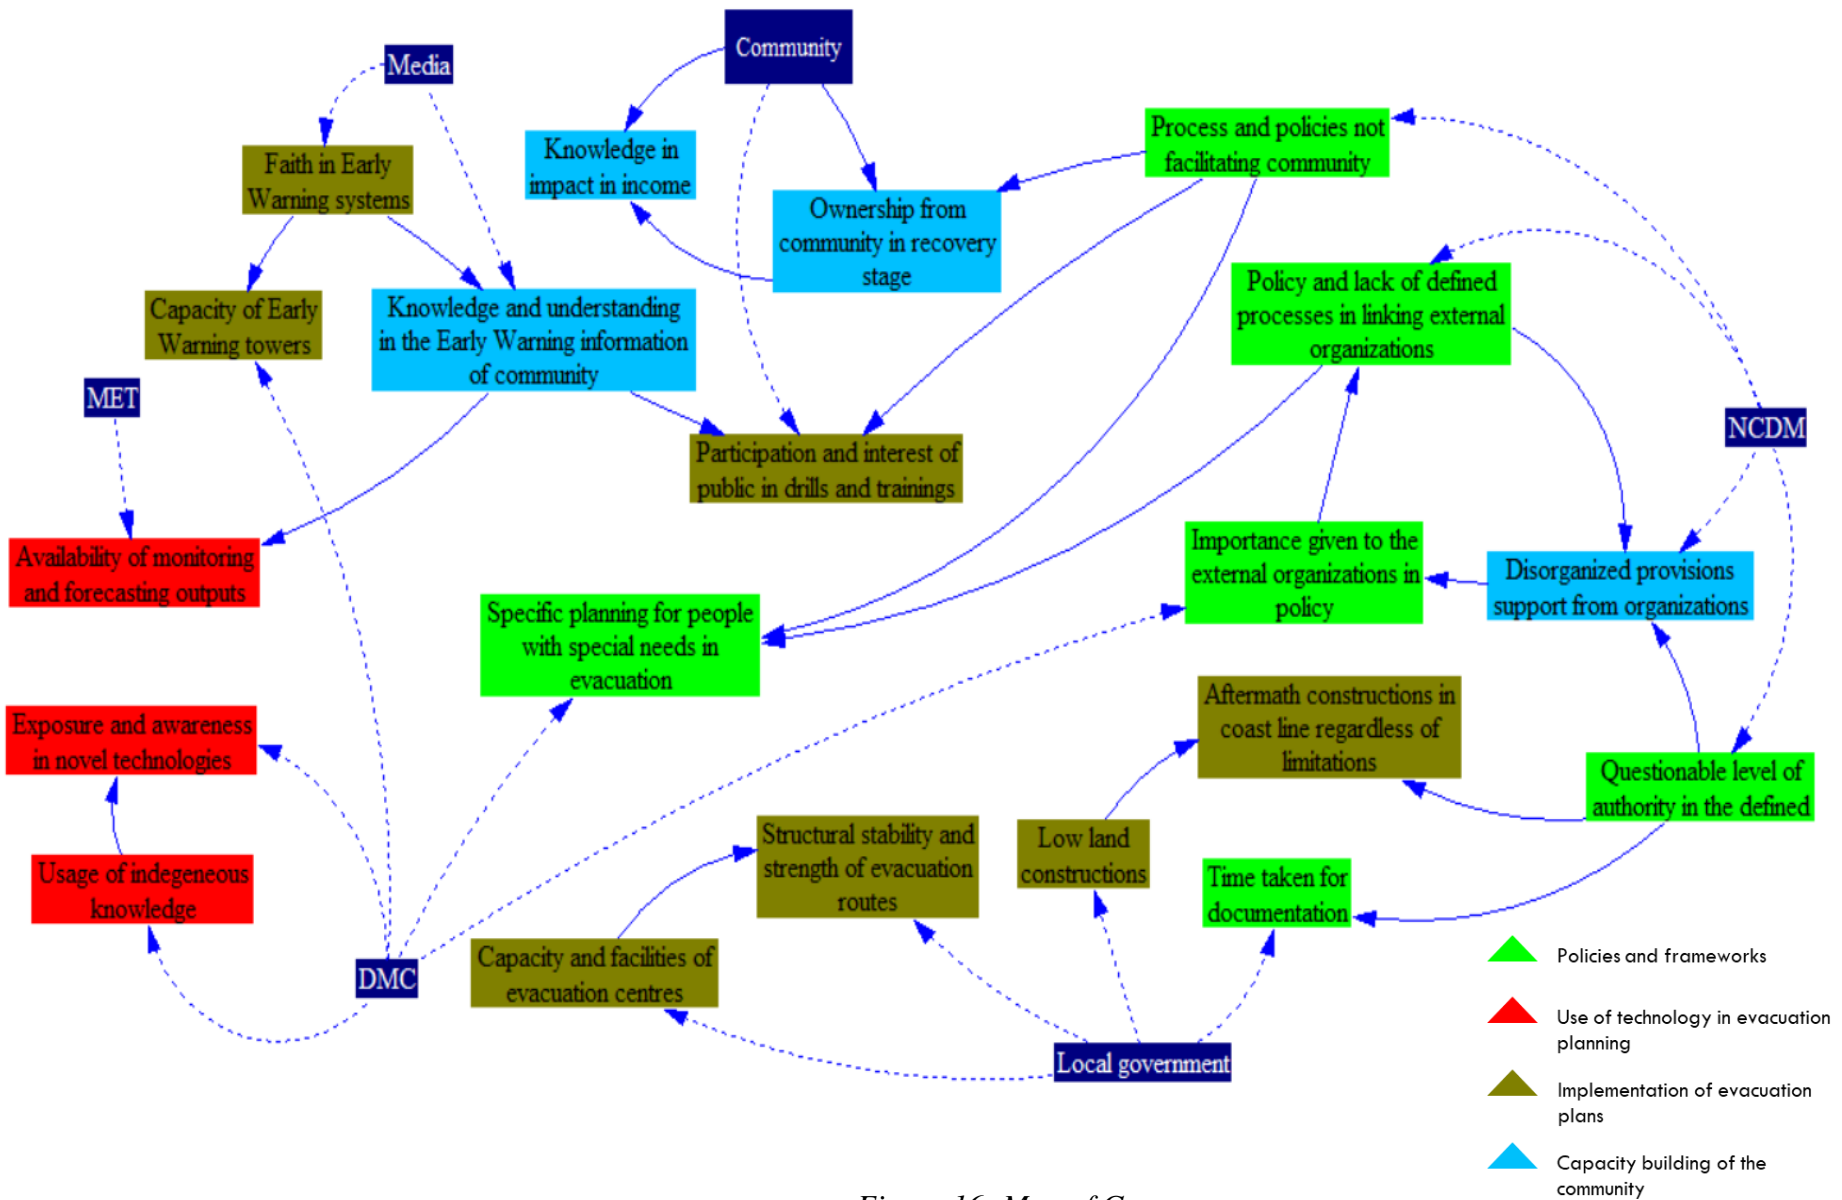 Community
Media
Process and policies not
facilitating community
Knowledge in
impact in income
Faith in Early
Warning systems
Ownership from
community in recovery
stage
Policy and lack of defined
processes in linking external
organizations
Capacity of Early
Warning towers
Knowledge and understanding
in the Early Warning information
of community
MET
NCDM
Participation and interest of
public in drills and trainings
Availability of monitoring
and forecasting outputs
Importance given to the
external organizations in
policy
Disorganized provisions
support from organizations
Specific planning for people
with special needs in
evacuation
Aftermath constructions in
coast line regardless of
limitations
Exposure and awareness
in novel technologies
Questionable level of
authority in the defined
Structural stability and
strength of evacuation
routes
Low land
constructions
Usage of indegeneous
knowledge
Time taken for
documentation
DMC
Capacity and facilities of
evacuation centres
Local government
Policies and frameworks
Use of technology in evacuation
planning
Implementation of evacuation
plans
Capacity building of the
community